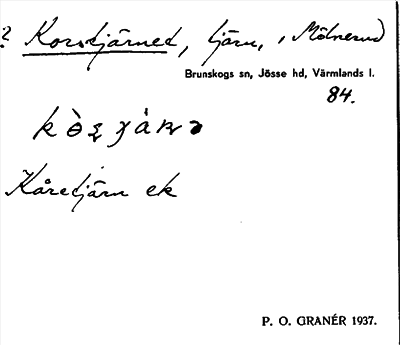 ? Korstjärnet, tjärn, i Mölnerud
Brunskogs sn, Jösse hd, Värmlands l.
84.
Kåretjärn ek
P. O. GRANÉR 1937.